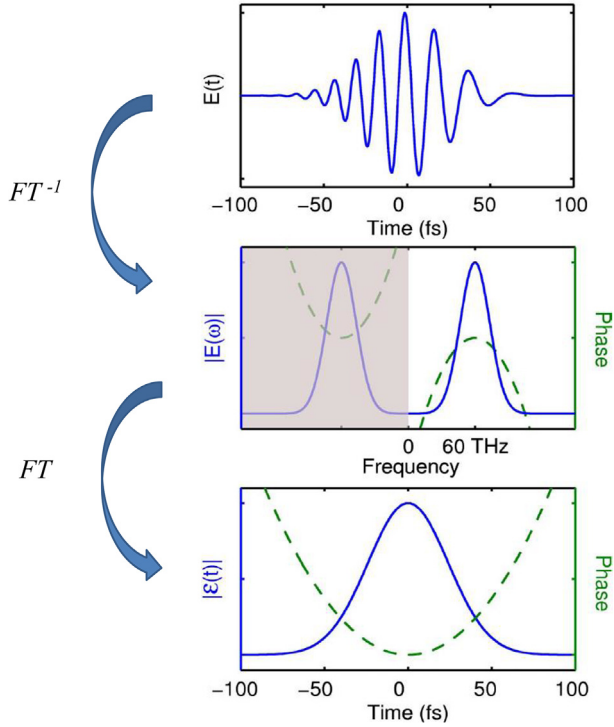 E(t)
−100 −50 0 50 100
Time (fs)
FT⁻¹
|E(ω)|
Phase
0 60 THz
Frequency
FT
|ε(t)|
Phase
−100 −50 0 50 100
Time (fs)